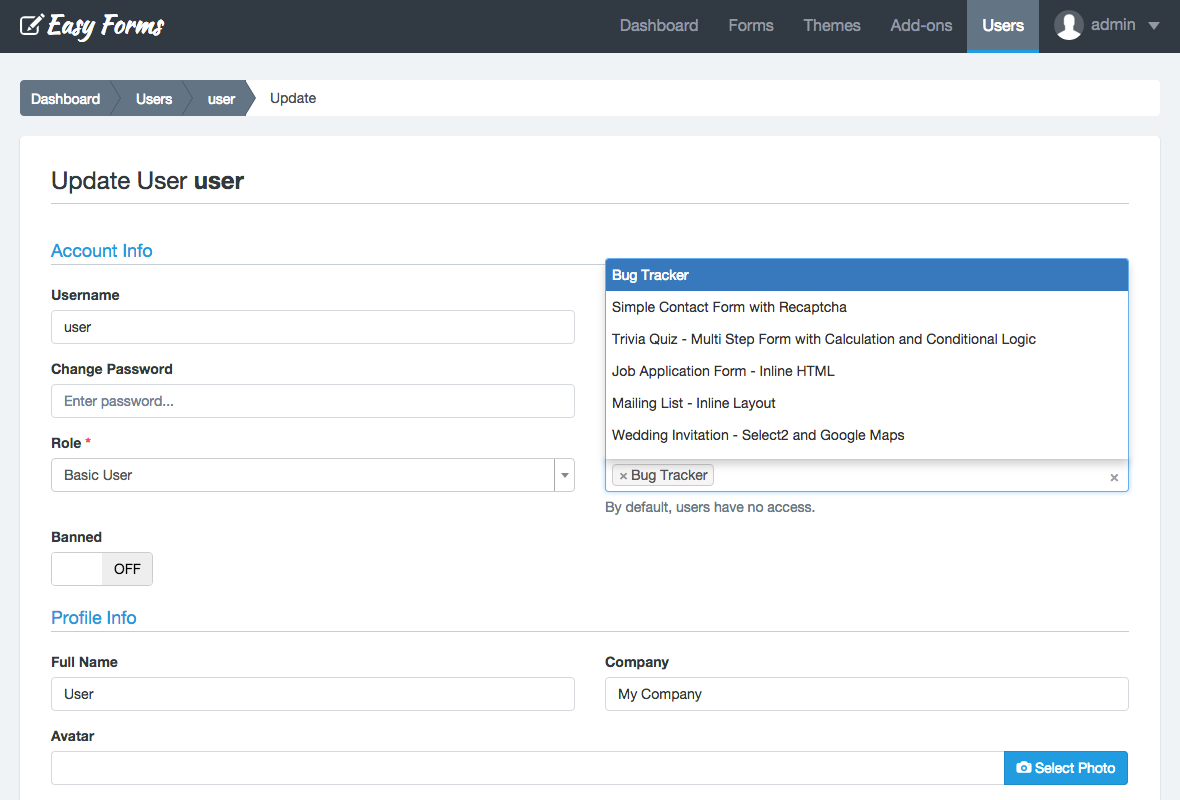 Easy Forms
Dashboard Forms Themes Add-ons Users admin
Dashboard Users user Update
Update User user
Account Info
Username
user
Change Password
Enter password...
Role *
Basic User
Bug Tracker
Simple Contact Form with Recaptcha
Trivia Quiz - Multi Step Form with Calculation and Conditional Logic
Job Application Form - Inline HTML
Mailing List - Inline Layout
Wedding Invitation - Select2 and Google Maps
× Bug Tracker ×
By default, users have no access.
Banned
OFF
Profile Info
Full Name
User
Company
My Company
Avatar
Select Photo